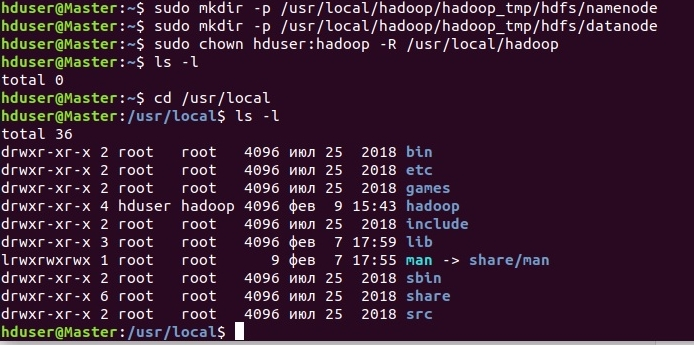 hduser@Master:~$ sudo mkdir -p /usr/local/hadoop/hadoop_tmp/hdfs/namenode
hduser@Master:~$ sudo mkdir -p /usr/local/hadoop/hadoop_tmp/hdfs/datanode
hduser@Master:~$ sudo chown hduser:hadoop -R /usr/local/hadoop
hduser@Master:~$ ls -l
total 0
hduser@Master:~$ cd /usr/local
hduser@Master:/usr/local$ ls -l
total 36
drwxr-xr-x 2 root   root   4096 июл 25  2018 bin
drwxr-xr-x 2 root   root   4096 июл 25  2018 etc
drwxr-xr-x 2 root   root   4096 июл 25  2018 games
drwxr-xr-x 4 hduser hadoop 4096 фев  9 15:43 hadoop
drwxr-xr-x 2 root   root   4096 июл 25  2018 include
drwxr-xr-x 3 root   root   4096 фев  7 17:59 lib
lrwxrwxrwx 1 root   root      9 фев  7 17:55 man -> share/man
drwxr-xr-x 2 root   root   4096 июл 25  2018 sbin
drwxr-xr-x 6 root   root   4096 июл 25  2018 share
drwxr-xr-x 2 root   root   4096 июл 25  2018 src
hduser@Master:/usr/local$